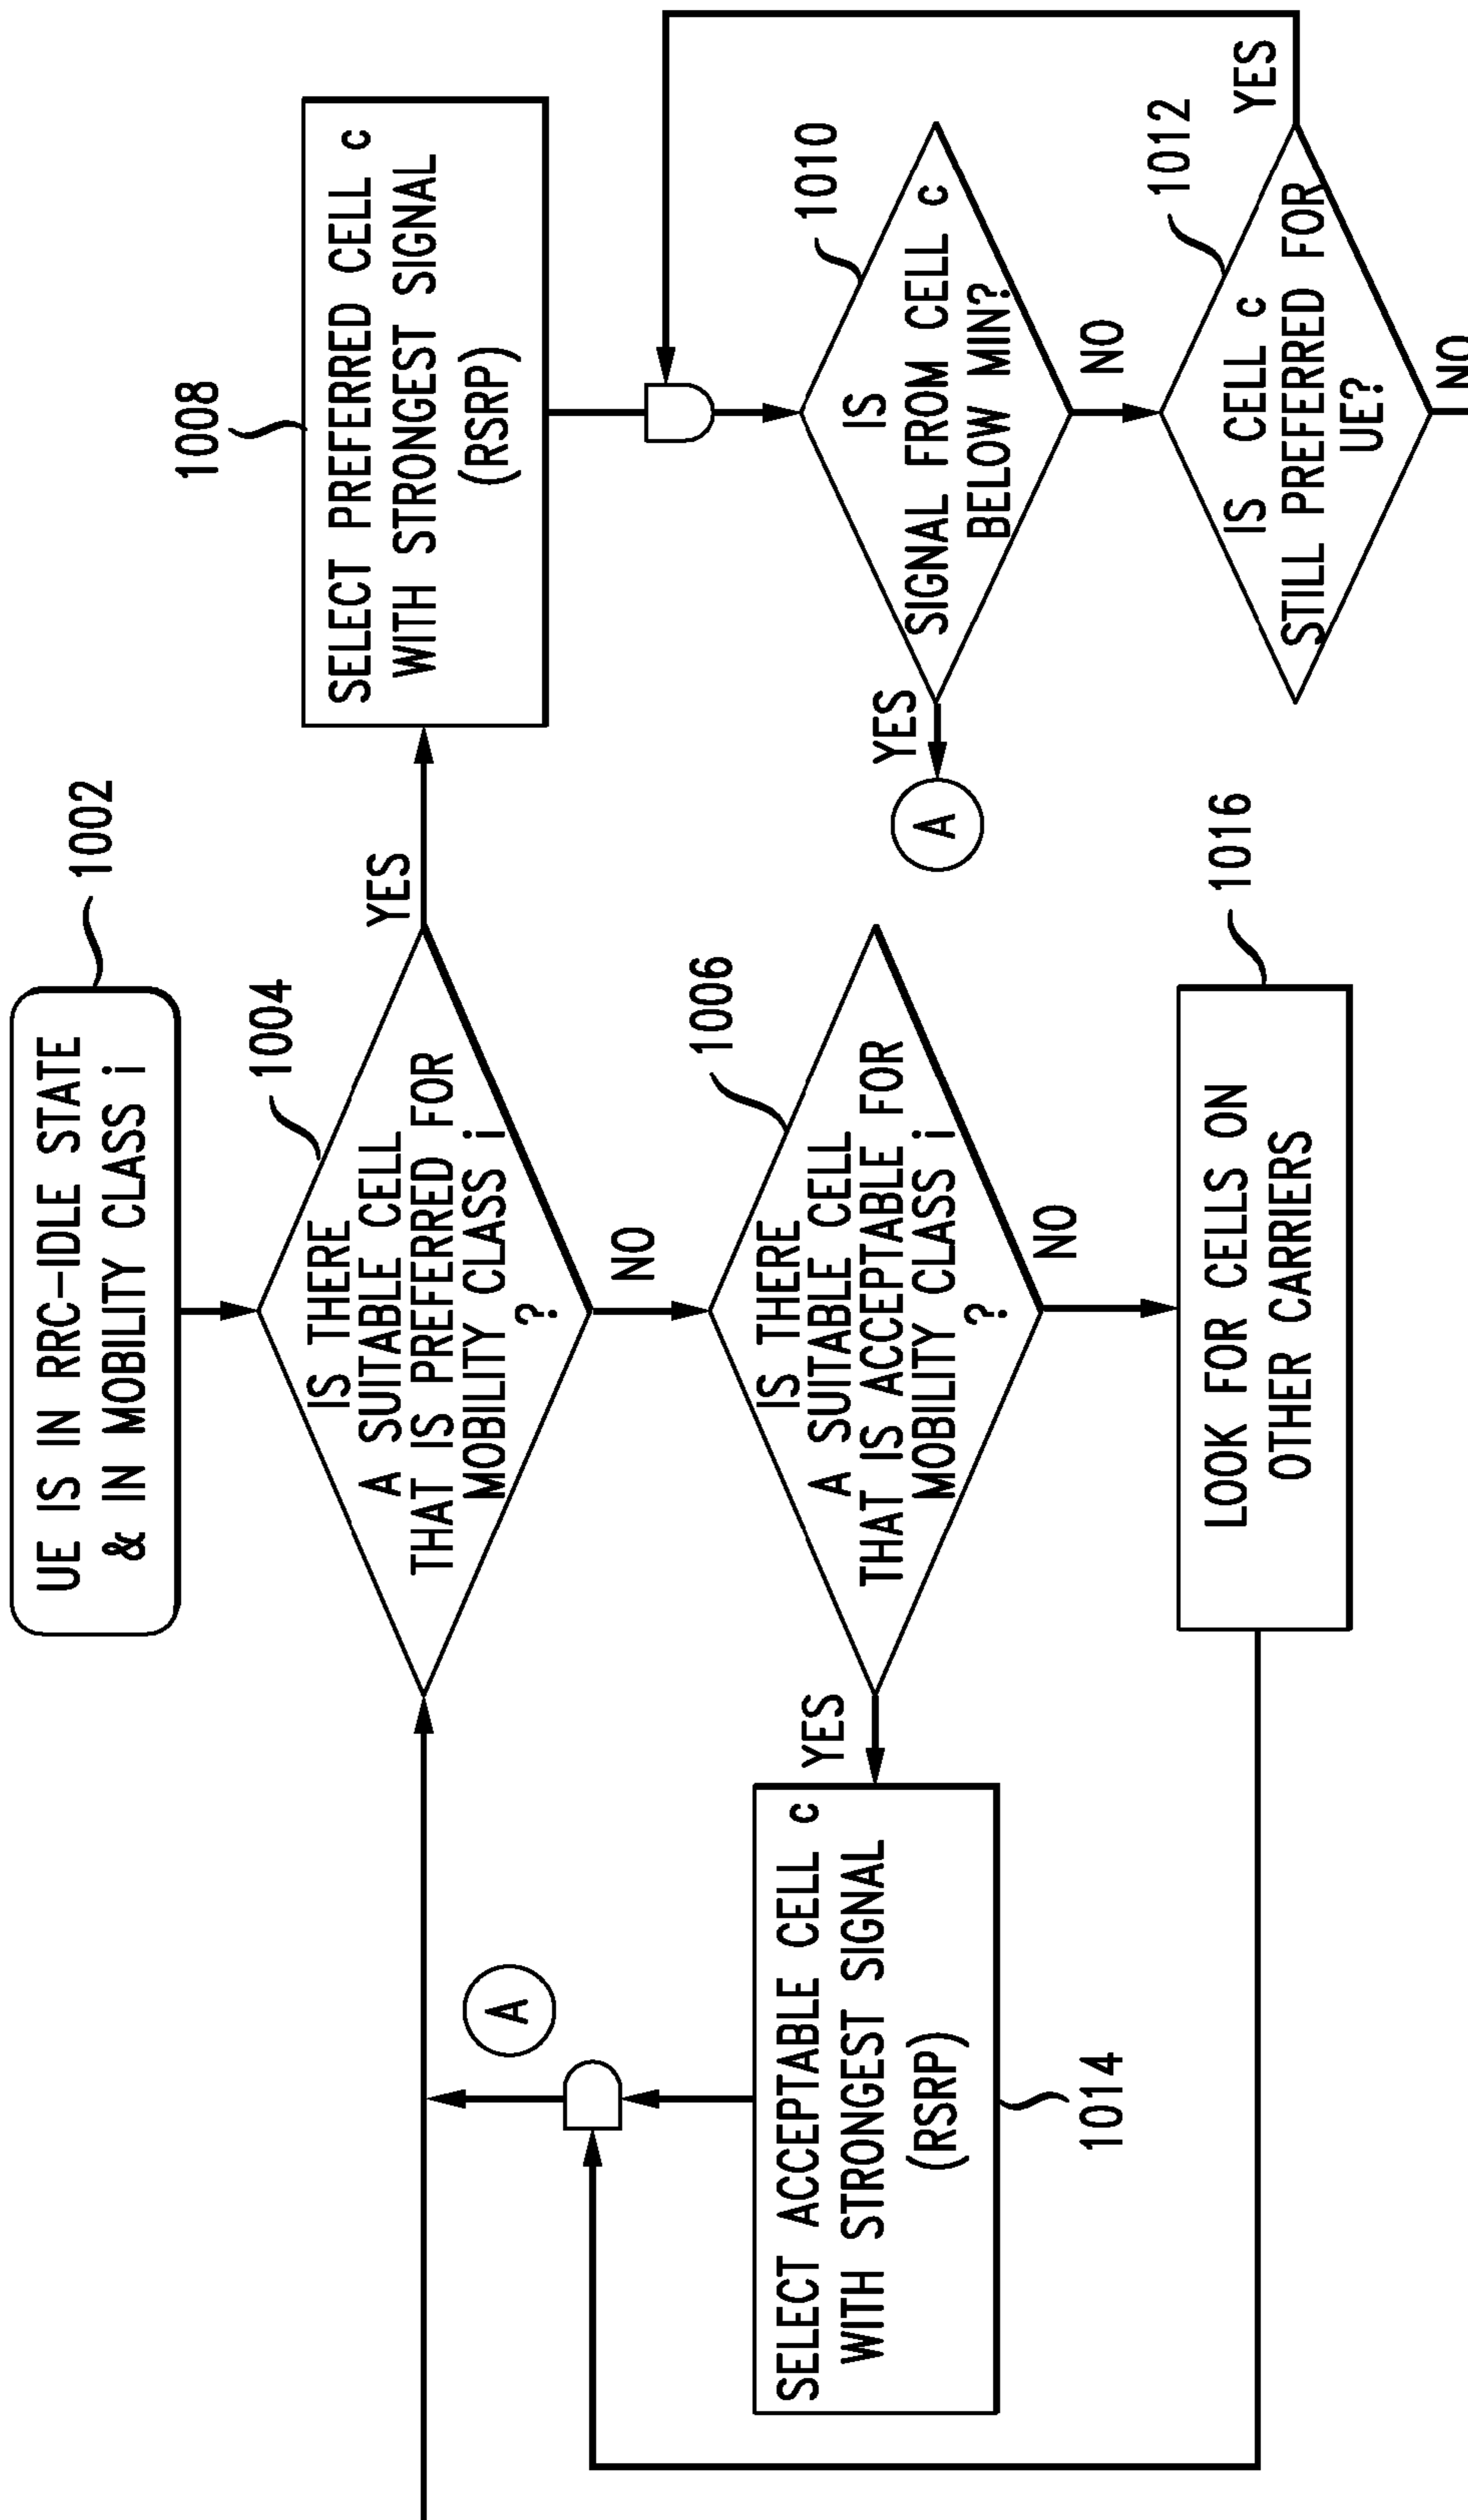 UE IS IN RRC-IDLE STATE
& IN MOBILITY CLASS i
1002
IS THERE
A SUITABLE CELL
THAT IS PREFERRED FOR
MOBILITY CLASS i
?
1004
YES
NO
SELECT PREFERRED CELL c
WITH STRONGEST SIGNAL
(RSRP)
1008
IS THERE
A SUITABLE CELL
THAT IS ACCEPTABLE FOR
MOBILITY CLASS i
?
1006
YES
NO
SELECT ACCEPTABLE CELL c
WITH STRONGEST SIGNAL
(RSRP)
1014
A
LOOK FOR CELLS ON
OTHER CARRIERS
1016
IS
SIGNAL FROM CELL c
BELOW MIN?
1010
YES
A
NO
IS CELL c
STILL PREFERRED FOR
UE?
1012
YES
NO